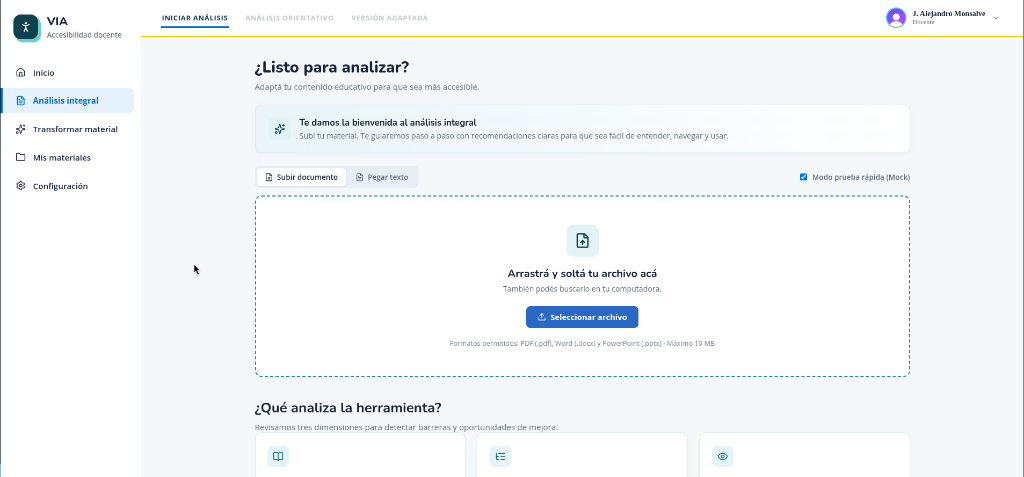 VIA
Accesibilidad docente
Inicio
Análisis integral
Transformar material
Mis materiales
Configuración
INICIAR ANÁLISIS
ANÁLISIS ORIENTATIVO
VERSIÓN ADAPTADA
J. Alejandro Monsalve
Docente
¿Listo para analizar?
Adaptá tu contenido educativo para que sea más accesible.
Te damos la bienvenida al análisis integral
Subí tu material. Te guiaremos paso a paso con recomendaciones claras para que sea fácil de entender, navegar y usar.
Subir documento
Pegar texto
Modo prueba rápida (Mock)
Arrastrá y soltá tu archivo acá
También podés buscarlo en tu computadora.
Seleccionar archivo
Formatos permitidos: PDF (.pdf), Word (.docx) y PowerPoint (.pptx) · Máximo 10 MB
¿Qué analiza la herramienta?
Revisamos tres dimensiones para detectar barreras y oportunidades de mejora.